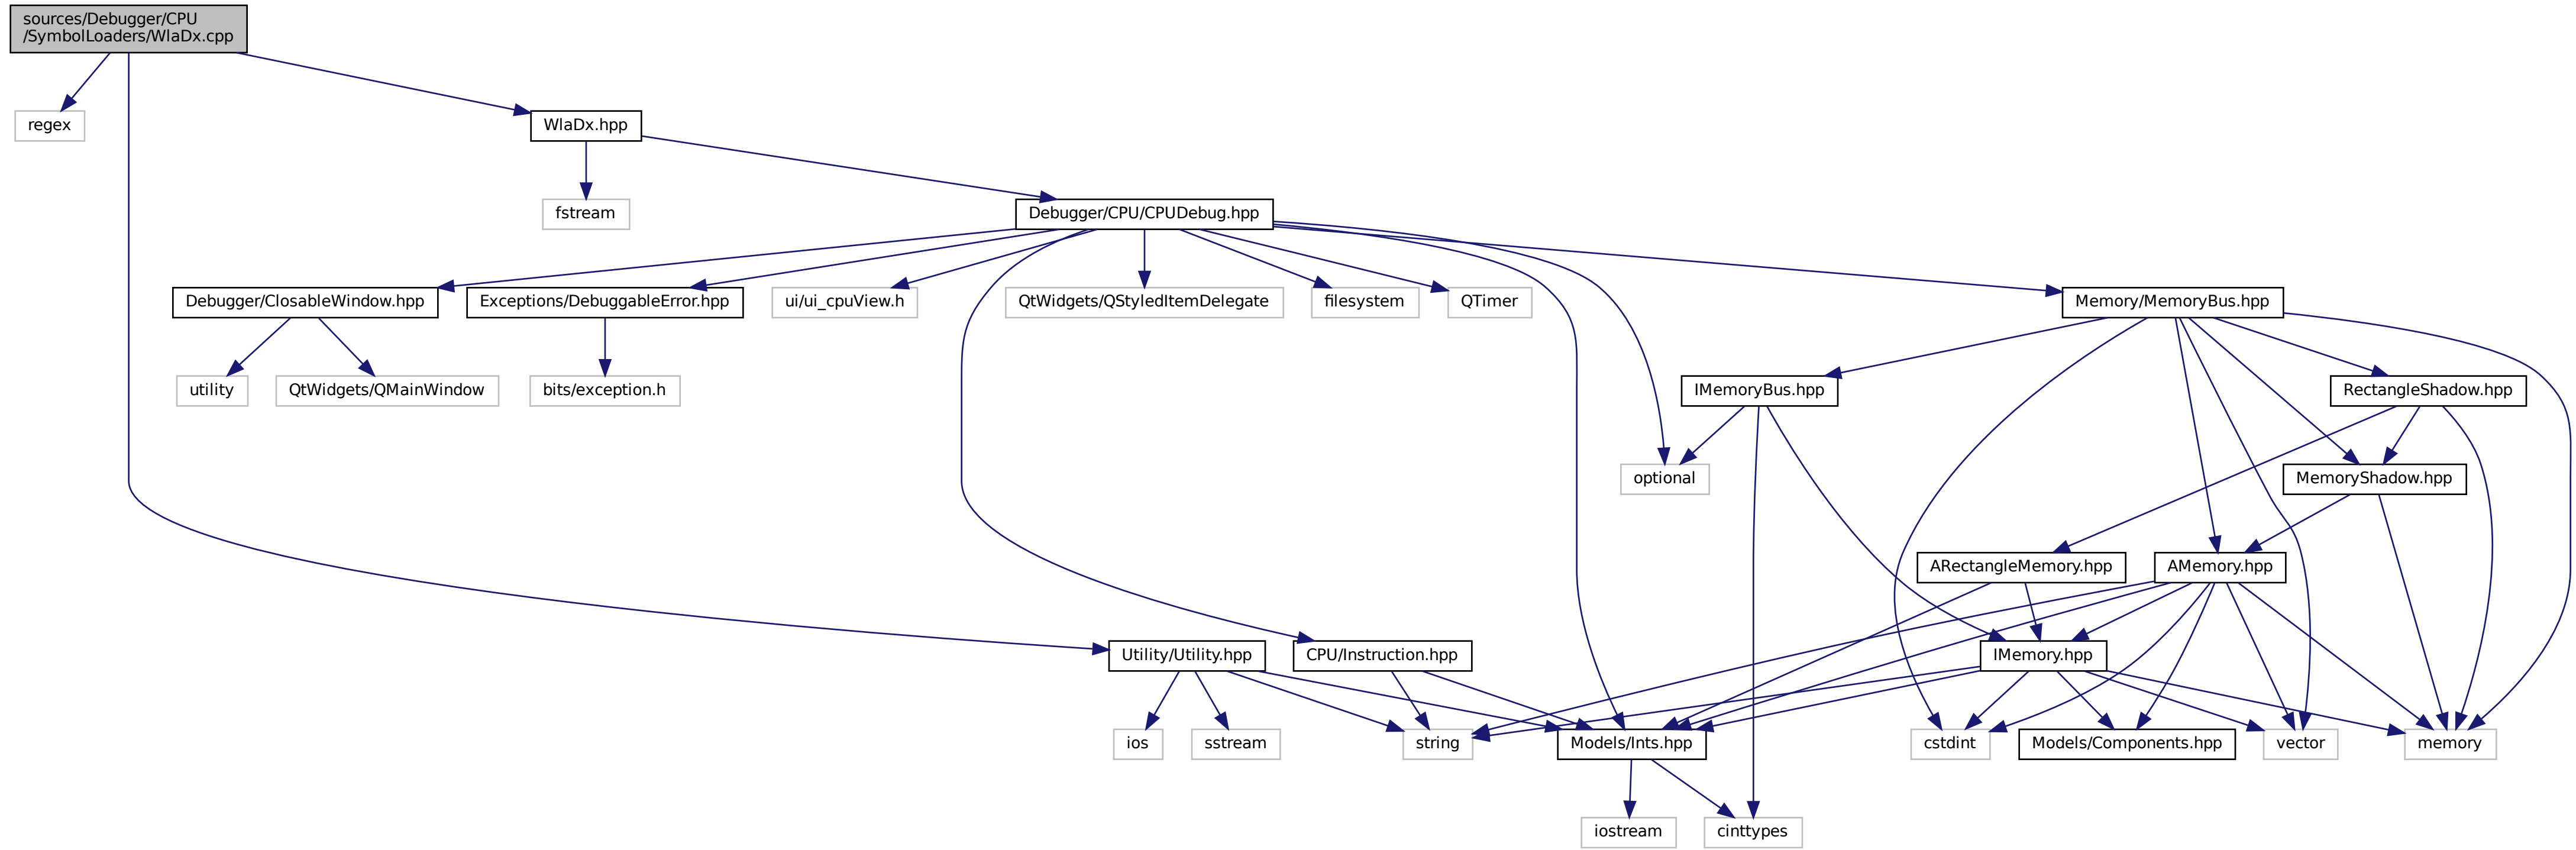 sources/Debugger/CPU
/SymbolLoaders/WlaDx.cpp
regex
WlaDx.hpp
fstream
Debugger/CPU/CPUDebug.hpp
Debugger/ClosableWindow.hpp
Exceptions/DebuggableError.hpp
ui/ui_cpuView.h
QtWidgets/QStyledItemDelegate
filesystem
QTimer
Memory/MemoryBus.hpp
utility
QtWidgets/QMainWindow
bits/exception.h
IMemoryBus.hpp
RectangleShadow.hpp
optional
MemoryShadow.hpp
ARectangleMemory.hpp
AMemory.hpp
Utility/Utility.hpp
CPU/Instruction.hpp
IMemory.hpp
ios
sstream
string
Models/Ints.hpp
cstdint
Models/Components.hpp
vector
memory
iostream
cinttypes